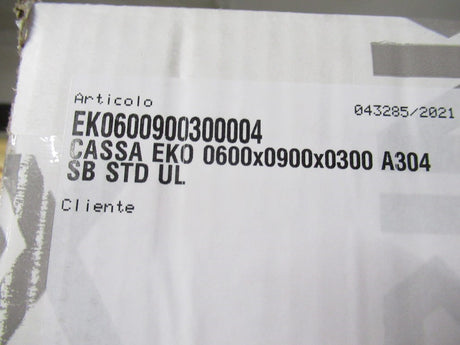 Articolo
043285/2021
EK0600900300004
CASSA EKO 0600x0900x0300 A304
SB STD UL
Cliente